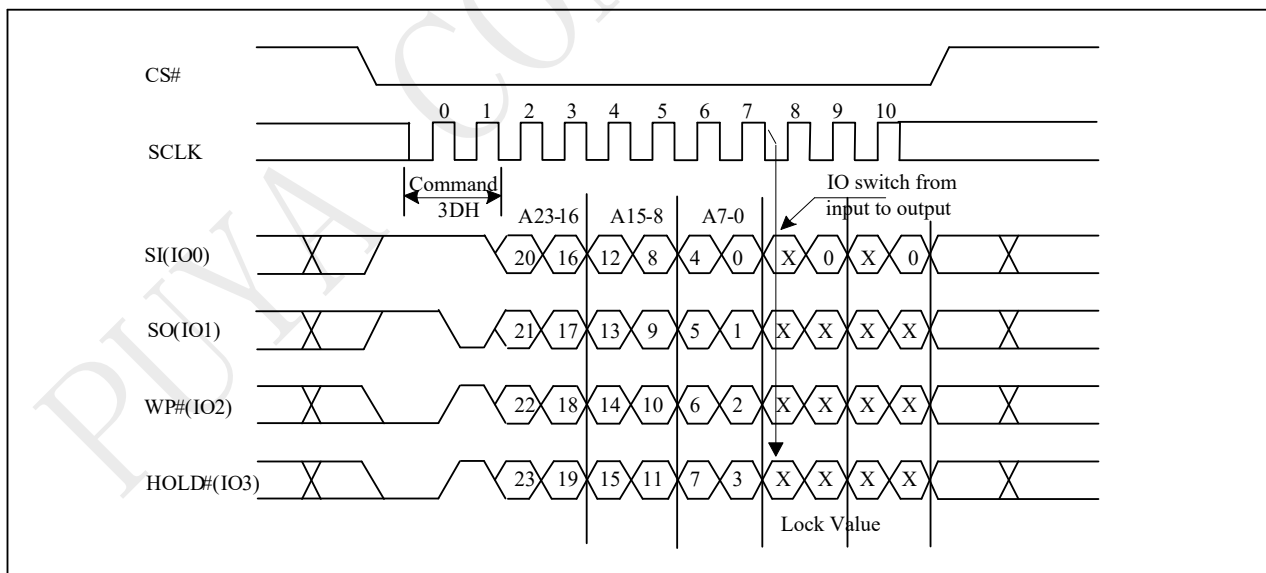 PUYA CON
CS#
0 1 2 3 4 5 6 7 8 9 10
SCLK
Command
3DH
IO switch from
input to output
A23-16 A15-8 A7-0
SI(IO0) 20 16 12 8 4 0 X 0 X 0
SO(IO1) 21 17 13 9 5 1 X X X X
WP#(IO2) 22 18 14 10 6 2 X X X X
HOLD#(IO3) 23 19 15 11 7 3 X X X X
Lock Value